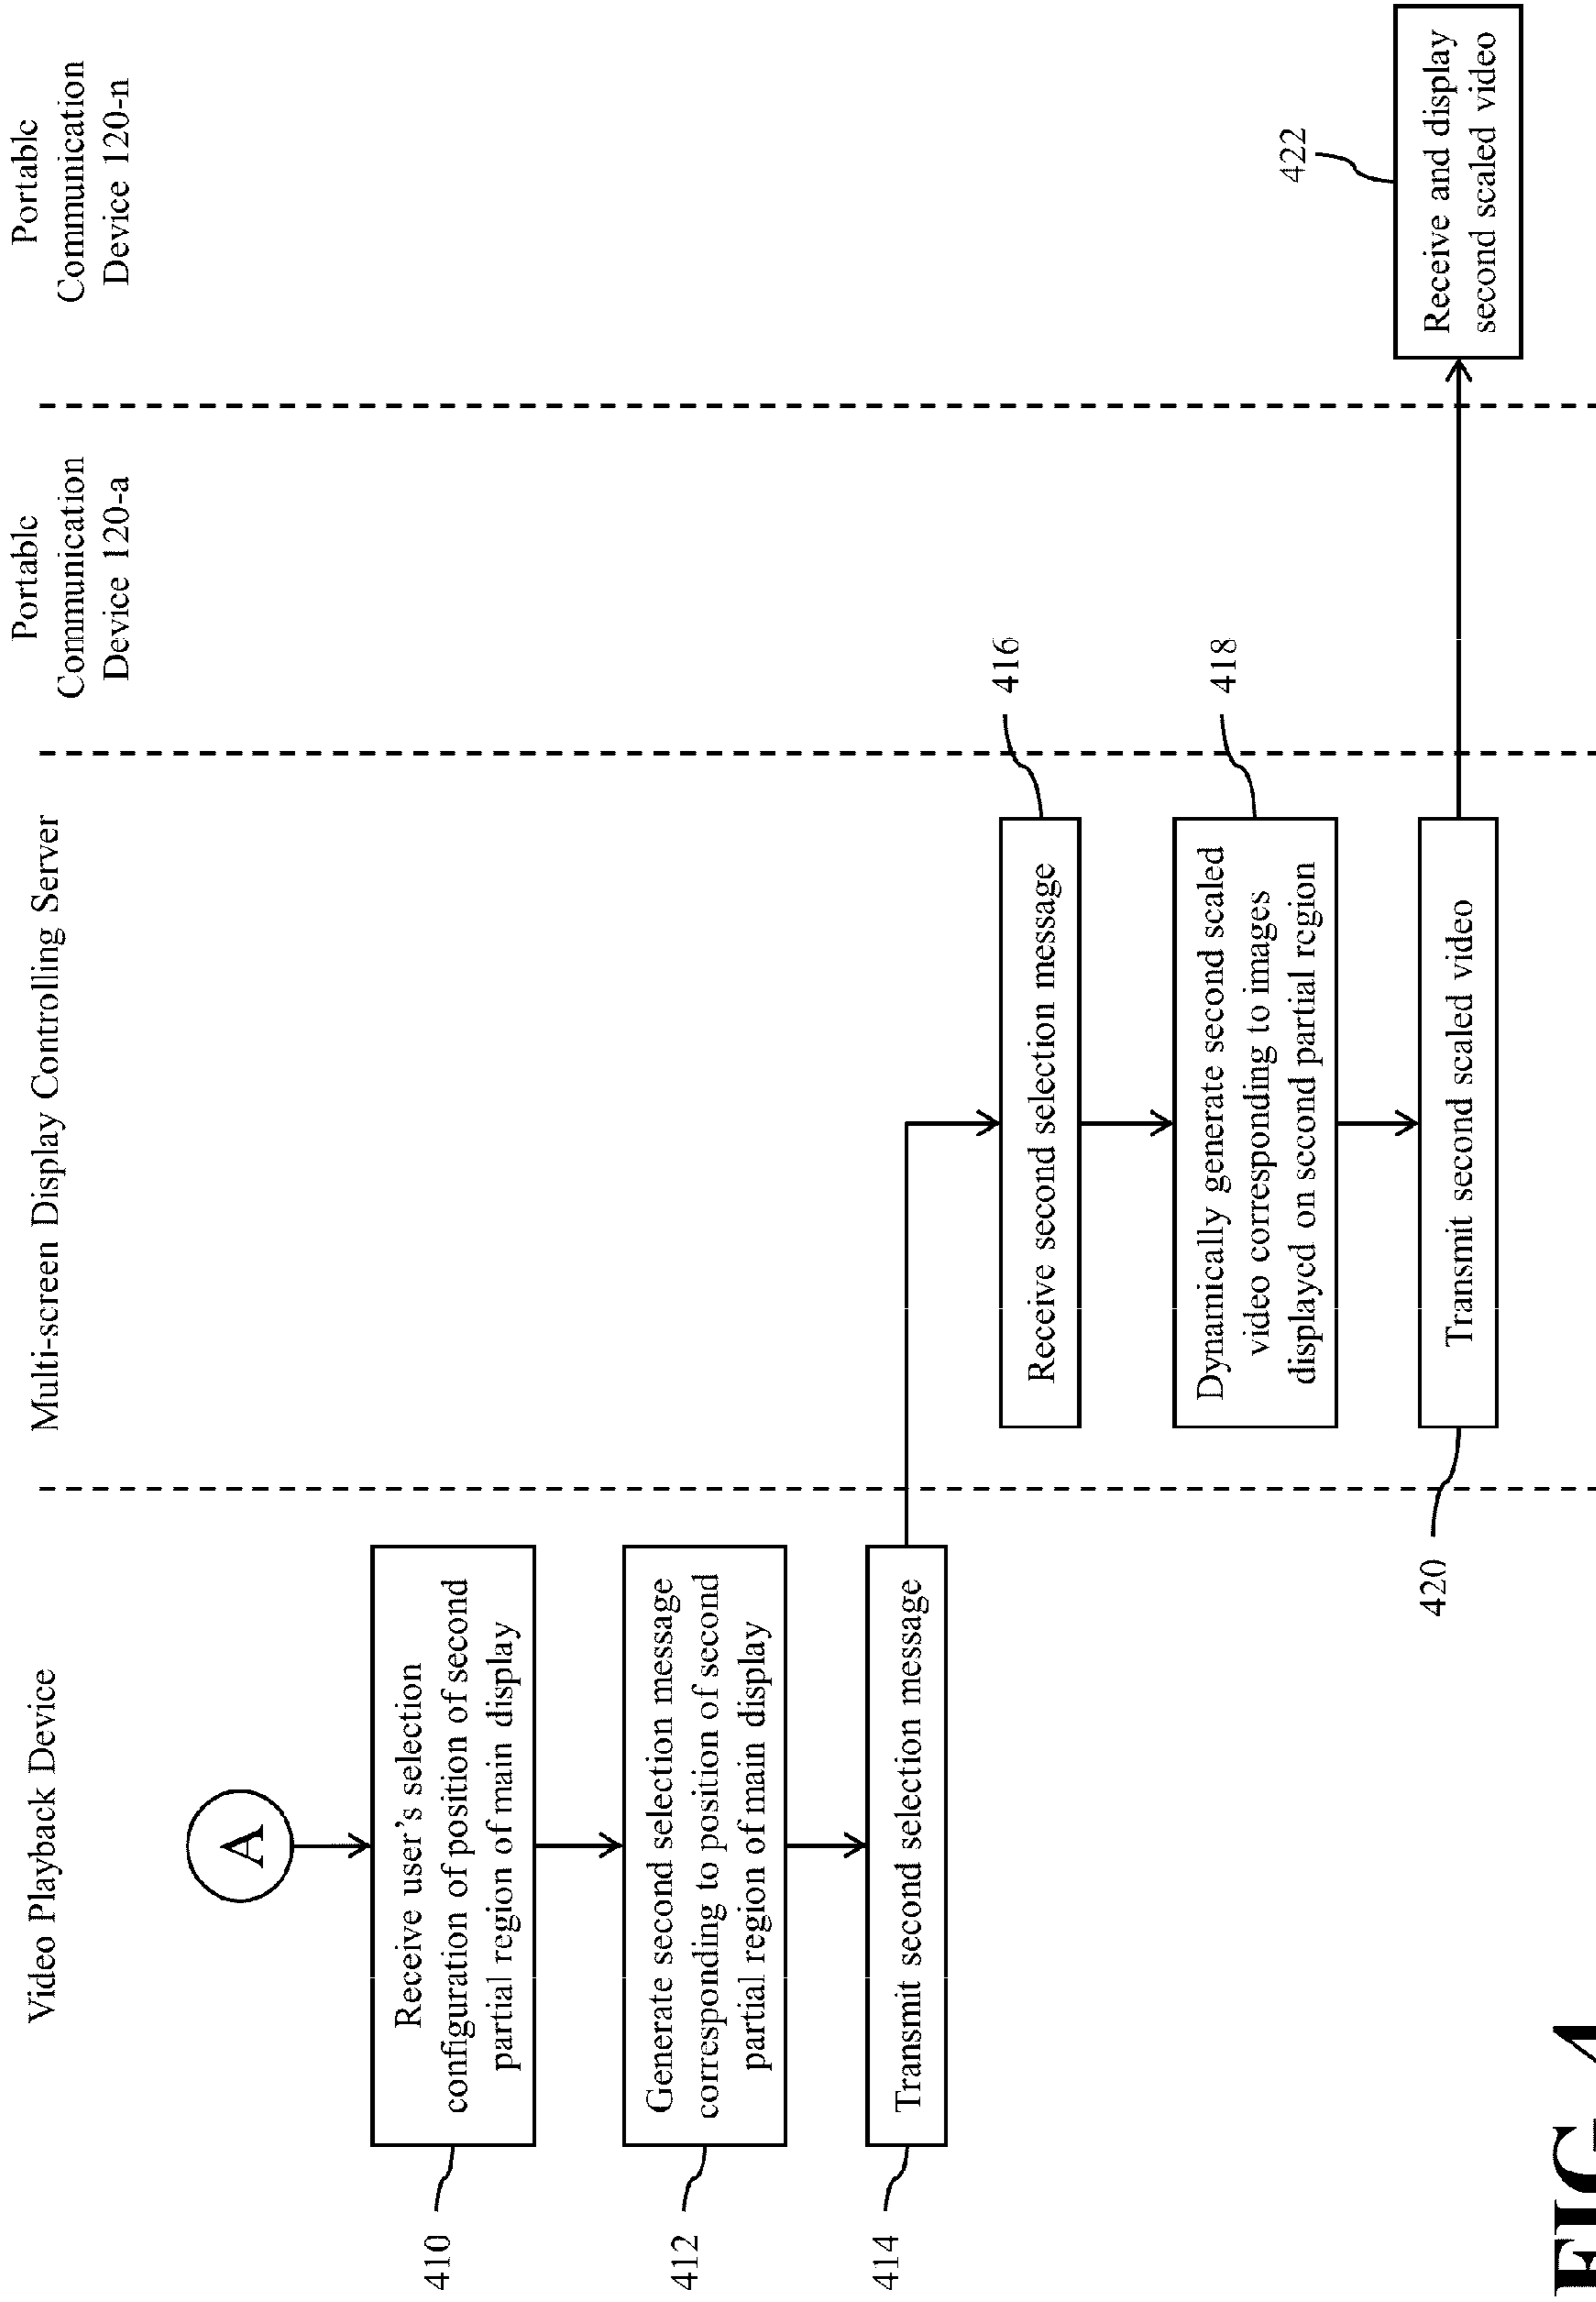 Video Playback Device
Multi-screen Display Controlling Server
Portable
Communication
Device 120-a
Portable
Communication
Device 120-n
A
410
Receive user's selection
configuration of position of second
partial region of main display
412
Generate second selection message
corresponding to position of second
partial region of main display
414
Transmit second selection message
416
Receive second selection message
418
Dynamically generate second scaled
video corresponding to images
displayed on second partial region
420
Transmit second scaled video
422
Receive and display
second scaled video
FIG. 4